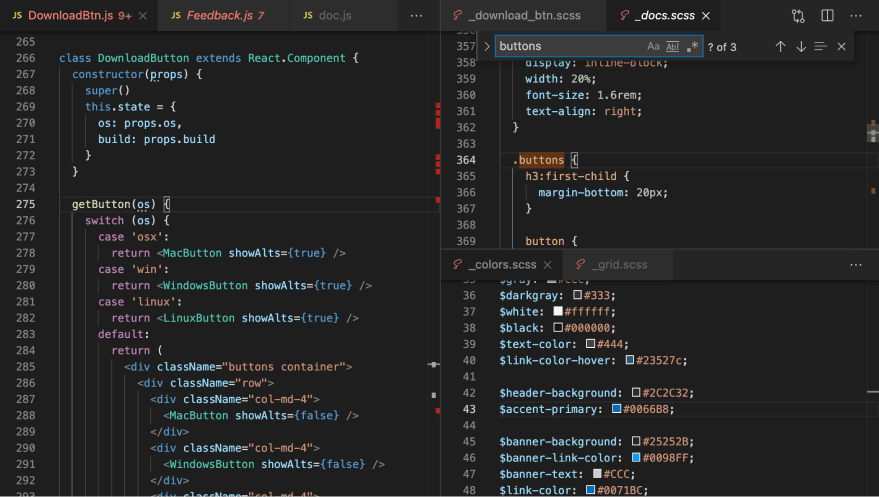 JS DownloadBtn.js 9+
JS Feedback.js 7
JS doc.js
265
266 class DownloadButton extends React.Component {
267 constructor(props) {
268 super()
269 this.state = {
270 os: props.os,
271 build: props.build
272 }
273 }
274
275 getButton(os) {
276 switch (os) {
277 case 'osx':
278 return <MacButton showAlts={true} />
279 case 'win':
280 return <WindowsButton showAlts={true} />
281 case 'linux':
282 return <LinuxButton showAlts={true} />
283 default:
284 return (
285 <div className="buttons container">
286 <div className="row">
287 <div className="col-md-4">
288 <MacButton showAlts={false} />
289 </div>
290 <div className="col-md-4">
291 <WindowsButton showAlts={false} />
292 </div>
293 <div className="col-md-4">
_download_btn.scss
_docs.scss
buttons Aa Abl .* ? of 3
356
357
358 display: inline-block;
359 width: 20%;
360 font-size: 1.6rem;
361 text-align: right;
362 }
363
364 .buttons {
365 h3:first-child {
366 margin-bottom: 20px;
367 }
368
369 button {
_colors.scss
_grid.scss
35 $gray: #CCC;
36 $darkgray: #333;
37 $white: #ffffff;
38 $black: #000000;
39 $text-color: #444;
40 $link-color-hover: #23527c;
41
42 $header-background: #2C2C32;
43 $accent-primary: #0066B8;
44
45 $banner-background: #25252B;
46 $banner-link-color: #0098FF;
47 $banner-text: #CCC;
48 $link-color: #0071BC;